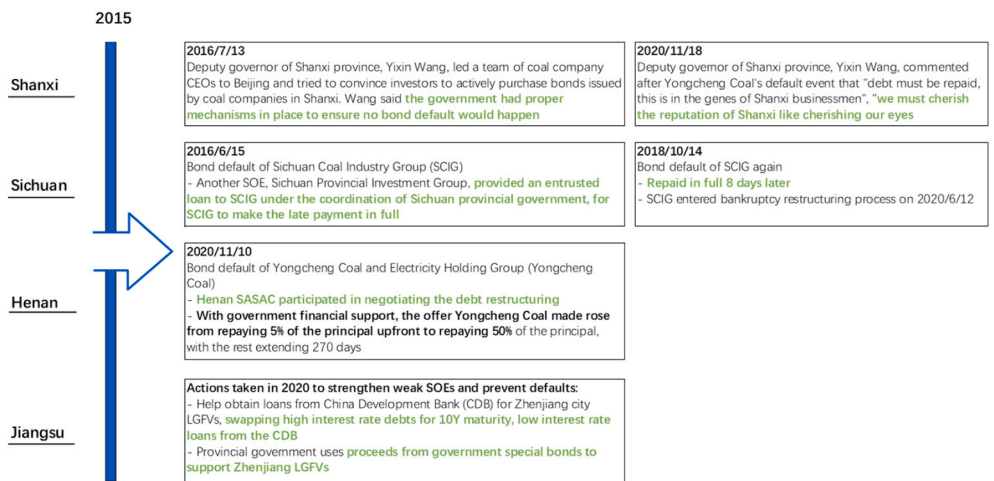 2015
Shanxi
2016/7/13
Deputy governor of Shanxi province, Yixin Wang, led a team of coal company
CEOs to Beijing and tried to convince investors to actively purchase bonds issued
by coal companies in Shanxi. Wang said the government had proper
mechanisms in place to ensure no bond default would happen
2020/11/18
Deputy governor of Shanxi province, Yixin Wang, commented
after Yongcheng Coal's default event that "debt must be repaid,
this is in the genes of Shanxi businessmen", "we must cherish
the reputation of Shanxi like cherishing our eyes
Sichuan
2016/6/15
Bond default of Sichuan Coal Industry Group (SCIG)
- Another SOE, Sichuan Provincial Investment Group, provided an entrusted
loan to SCIG under the coordination of Sichuan provincial government, for
SCIG to make the late payment in full
2018/10/14
Bond default of SCIG again
- Repaid in full 8 days later
- SCIG entered bankruptcy restructuring process on 2020/6/12
Henan
2020/11/10
Bond default of Yongcheng Coal and Electricity Holding Group (Yongcheng
Coal)
- Henan SASAC participated in negotiating the debt restructuring
- With government financial support, the offer Yongcheng Coal made rose
from repaying 5% of the principal upfront to repaying 50% of the principal,
with the rest extending 270 days
Jiangsu
Actions taken in 2020 to strengthen weak SOEs and prevent defaults:
- Help obtain loans from China Development Bank (CDB) for Zhenjiang city
LGFVs, swapping high interest rate debts for 10Y maturity, low interest rate
loans from the CDB
- Provincial government uses proceeds from government special bonds to
support Zhenjiang LGFVs